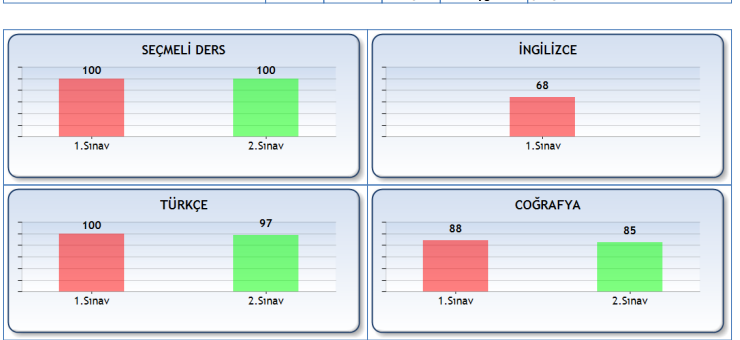 SEÇMELİ DERS
100
100
1.Sınav
2.Sınav
İNGİLİZCE
68
1.Sınav
TÜRKÇE
100
97
1.Sınav
2.Sınav
COĞRAFYA
88
85
1.Sınav
2.Sınav